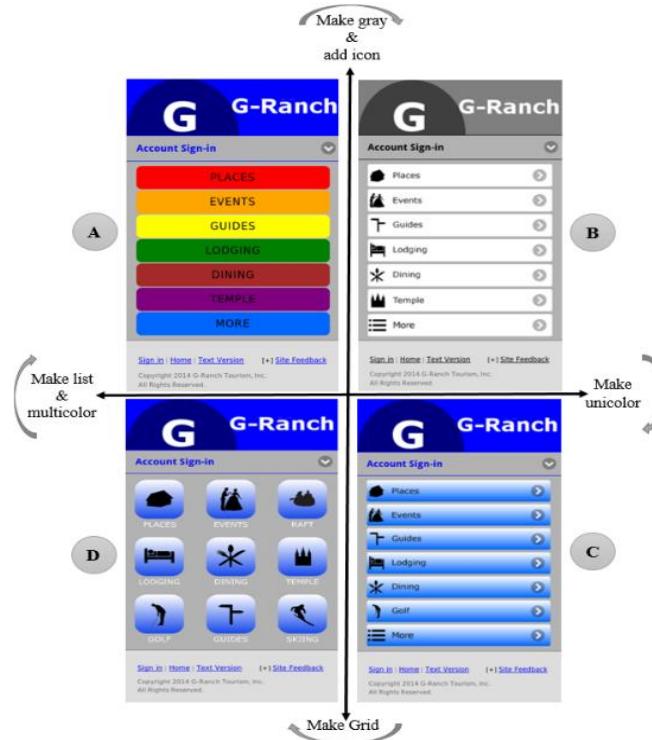 Make gray
&
add icon
G
G-Ranch
Account Sign-in
PLACES
EVENTS
GUIDES
LODGING
DINING
TEMPLE
MORE
Sign in | Home | Text Version [+] Site Feedback
Copyright 2014 G-Ranch Tourism, Inc.
All Rights Reserved.
A
G
G-Ranch
Account Sign-in
Places
Events
Guides
Lodging
Dining
Temple
More
Sign in | Home | Text Version [+] Site Feedback
Copyright 2014 G-Ranch Tourism, Inc.
All Rights Reserved.
B
Make list
&
multicolor
Make
unicolor
G
G-Ranch
Account Sign-in
PLACES EVENTS RAFT
LODGING DINING TEMPLE
GOLF GUIDES SKIING
Sign in | Home | Text Version [+] Site Feedback
Copyright 2014 G-Ranch Tourism, Inc.
All Rights Reserved.
D
G
G-Ranch
Account Sign-in
Places
Events
Guides
Lodging
Dining
Golf
More
Sign in | Home | Text Version [+] Site Feedback
Copyright 2014 G-Ranch Tourism, Inc.
All Rights Reserved.
C
Make Grid